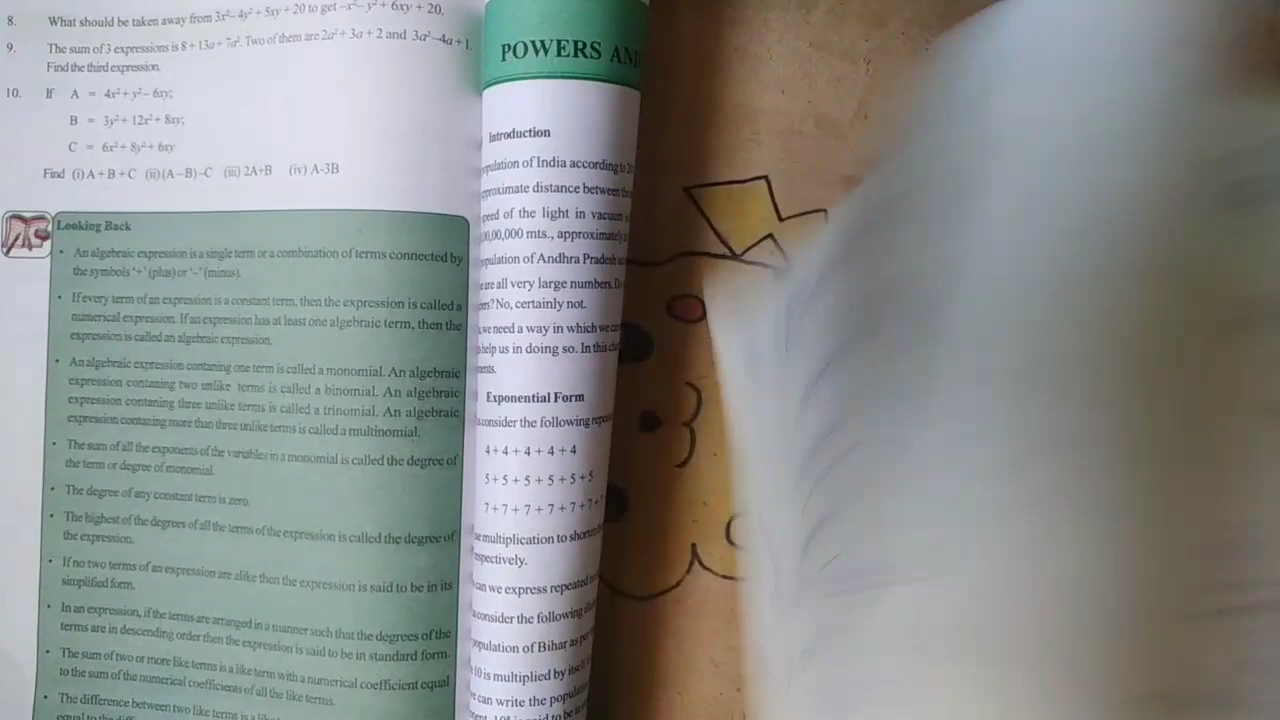 8. What should be taken away from 3x²– 4y² + 5xy + 20 to get –x²– y² + 6xy + 20.
9. The sum of 3 expressions is 8 + 13a + 7a². Two of them are 2a² + 3a + 2 and 3a²–4a + 1.
Find the third expression.
10. If A = 4x² + y² – 6xy;
B = 3y² + 12x² + 8xy;
C = 6x² + 8y² + 6xy
Find (i) A + B + C (ii) (A – B) – C (iii) 2A + B (iv) A-3B
Looking Back
• An algebraic expression is a single term or a combination of terms connected by
the symbols '+' (plus) or '–' (minus).
• If every term of an expression is a constant term, then the expression is called a
numerical expression. If an expression has at least one algebraic term, then the
expression is called an algebraic expression.
• An algebraic expression contaning one term is called a monomial. An algebraic
expression contaning two unlike terms is called a binomial. An algebraic
expression contaning three unlike terms is called a trinomial. An algebraic
expression contaning more than three unlike terms is called a multinomial.
• The sum of all the exponents of the variables in a monomial is called the degree of
the term or degree of monomial.
• The degree of any constant term is zero.
• The highest of the degrees of all the terms of the expression is called the degree of
the expression.
• If no two terms of an expression are alike then the expression is said to be in its
simplified form.
• In an expression, if the terms are arranged in a manner such that the degrees of the
terms are in descending order then the expression is said to be in standard form.
• The sum of two or more like terms is a like term with a numerical coefficient equal
to the sum of the numerical coefficients of all the like terms.
• The difference between two like terms is a
equal to the
POWERS
Introduction
population of India according to
approximate distance between
speed of the light in vacuum
00,00,000 mts., approximately
population of Andhra Pradesh
are all very large numbers.
? No, certainly not.
we need a way in which we
help us in doing so. In this
Exponential Form
consider the following
4 + 4 + 4 + 4 + 4
5 + 5 + 5 + 5 + 5 + 5
7 + 7 + 7 + 7 + 7 + 7 +
multiplication to
respectively.
can we express repeated
consider the following
population of Bihar as
10 is multiplied by itself
can write the